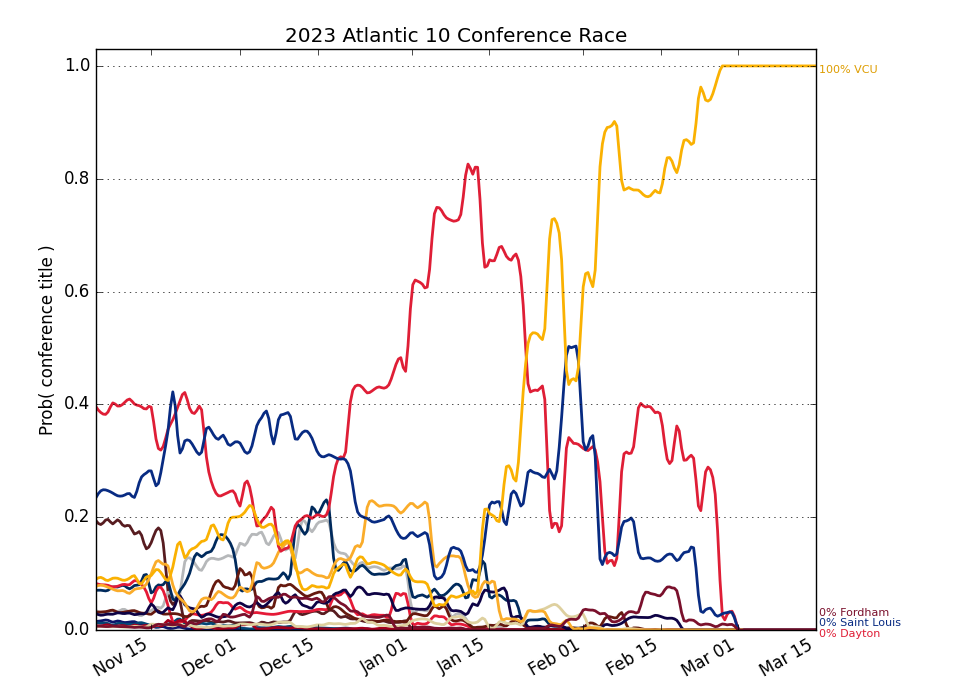 2023 Atlantic 10 Conference Race
Prob( conference title )
1.0
0.8
0.6
0.4
0.2
0.0
100% VCU
0% Fordham
0% Saint Louis
0% Dayton
Nov 15
Dec 01
Dec 15
Jan 01
Jan 15
Feb 01
Feb 15
Mar 01
Mar 15